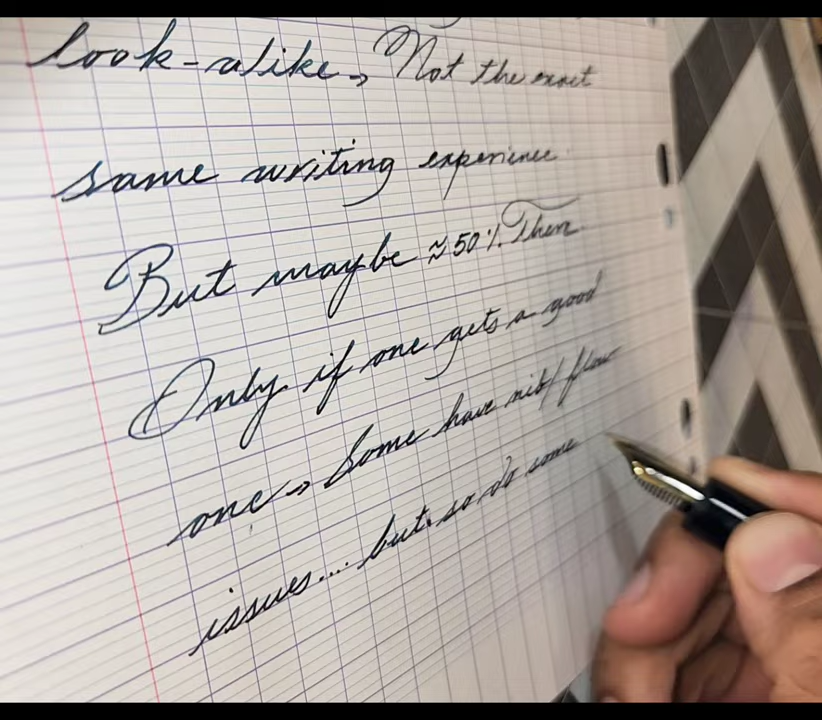 look-alike → Not the exact
same writing experience.
But maybe ≈ 50%. Then
Only if one gets a good
one → Some have nib/flow
issues.... but so do some